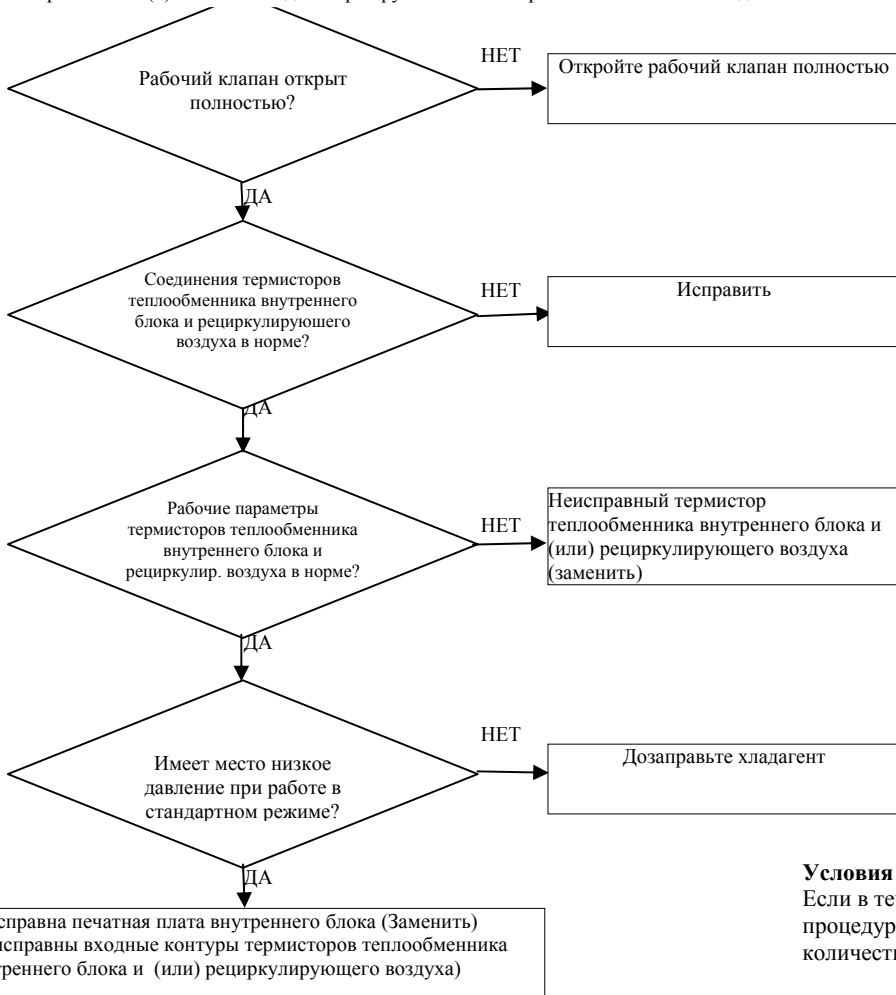 НЕТ
Рабочий клапан открыт
полностью?
Откройте рабочий клапан полностью
ДА
Соединения термисторов
теплообменника внутреннего
блока и рециркулируюшего
воздуха в норме?
НЕТ
Исправить
ДА
Рабочие параметры
термисторов теплообменника
внутреннего блока и
рециркулир. воздуха в норме?
НЕТ
Неисправный термистор
теплообменника внутреннего блока и
(или) рециркулирующего воздуха
(заменить)
ДА
Имеет место низкое
давление при работе в
стандартном режиме?
НЕТ
Дозаправьте хладагент
ДА
справна печатная плата внутреннего блока (Заменить)
исправны входные контуры термисторов теплообменника
треннего блока и (или) рециркулирующего воздуха)
Условия
Если в те
процедур
количеств